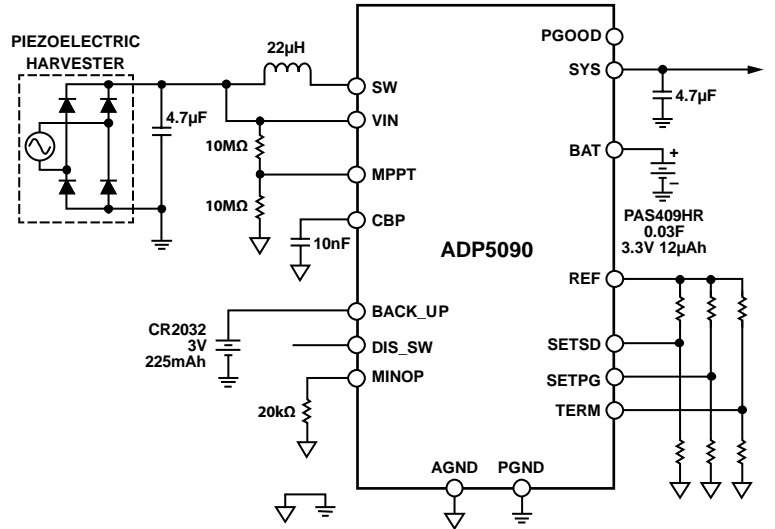 PIEZOELECTRIC
HARVESTER
22µH
4.7µF
10MΩ
10MΩ
10nF
CR2032
3V
225mAh
20kΩ
SW
VIN
MPPT
CBP
BACK_UP
DIS_SW
MINOP
ADP5090
AGND
PGND
PGOOD
SYS
BAT
REF
SETSD
SETPG
TERM
4.7µF
+
−
PAS409HR
0.03F
3.3V 12µAh